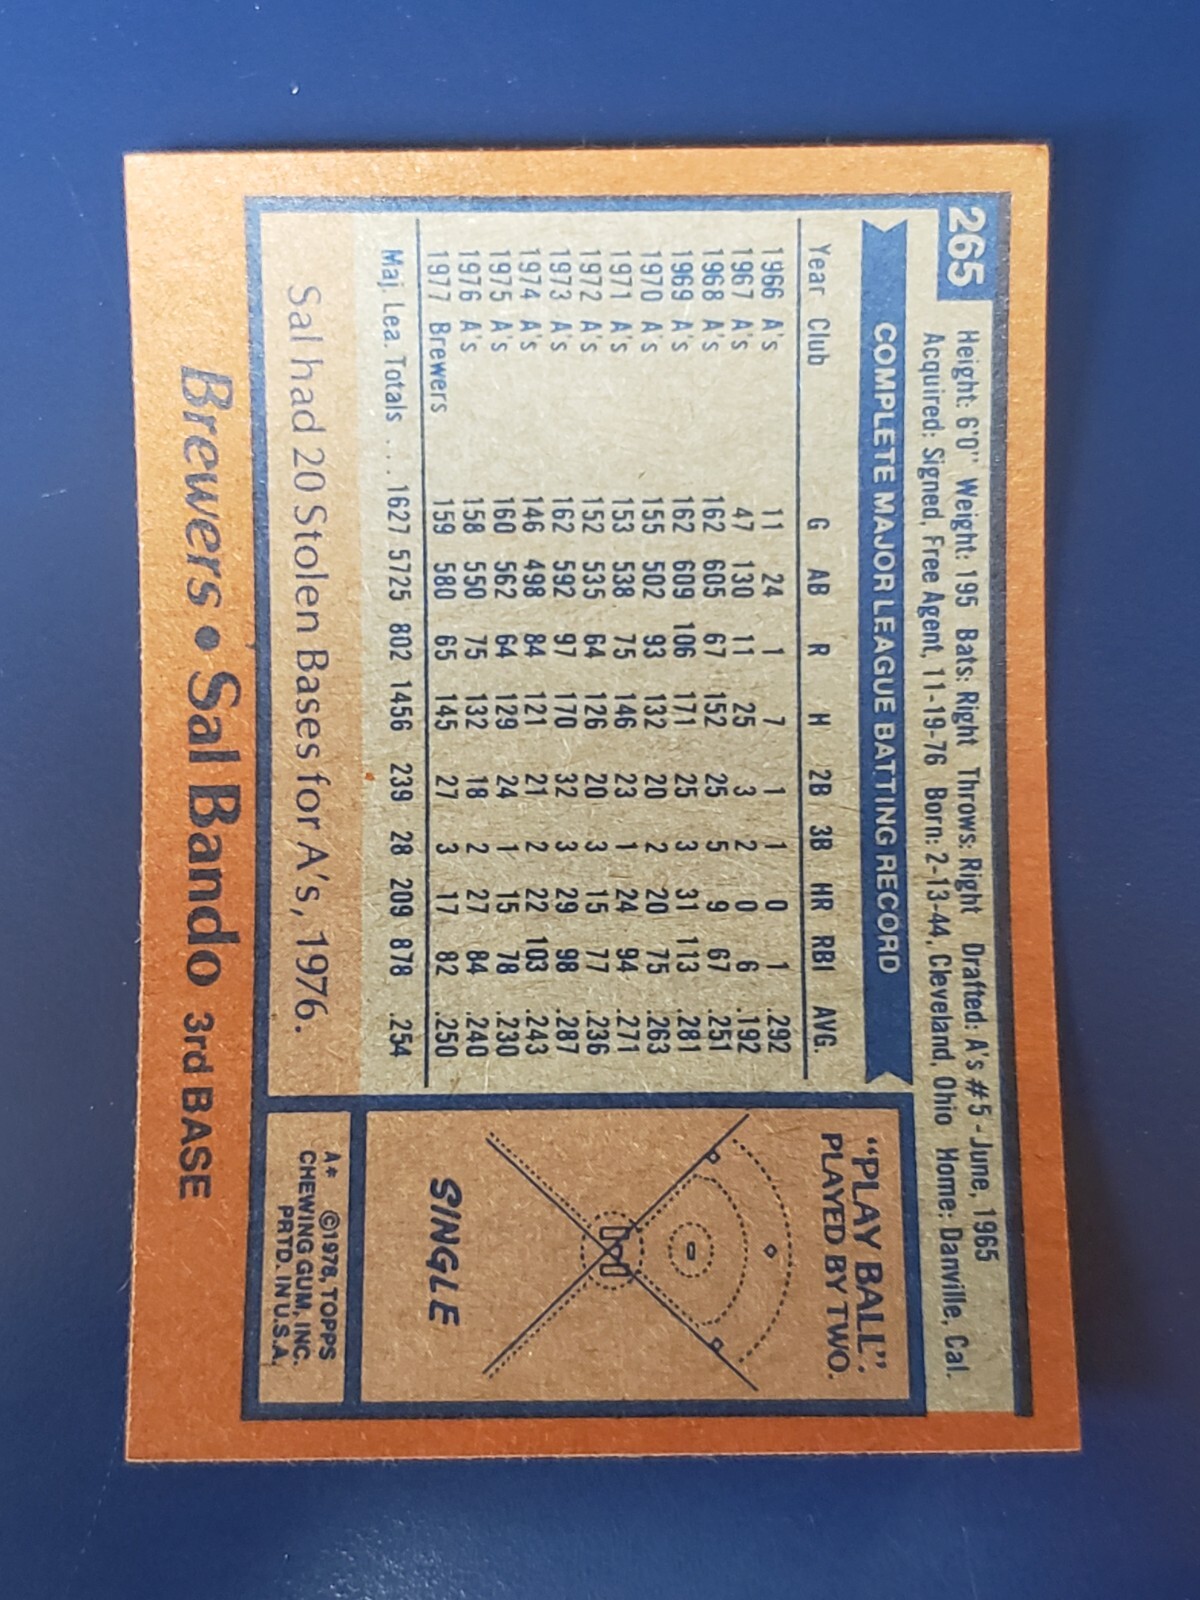 265
Height: 6'0" Weight: 195 Bats: Right Throws: Right Drafted: A's #5-June, 1965
Acquired: Signed, Free Agent, 11-19-76 Born: 2-13-44, Cleveland, Ohio Home: Danville, Cal.
COMPLETE MAJOR LEAGUE BATTING RECORD
Year Club G AB R H 2B 3B HR RBI AVG.
1966 A's 11 24 1 7 1 1 0 1 .292
1967 A's 47 130 11 25 3 2 0 6 .192
1968 A's 162 605 67 152 25 5 9 67 .251
1969 A's 162 609 106 171 25 3 31 113 .281
1970 A's 155 502 93 132 20 2 20 75 .263
1971 A's 153 538 75 146 23 1 24 94 .271
1972 A's 152 535 64 126 20 3 15 77 .236
1973 A's 162 592 97 170 32 3 29 98 .287
1974 A's 146 498 84 121 21 2 22 103 .243
1975 A's 160 562 64 129 24 1 15 78 .230
1976 A's 158 550 75 132 18 2 27 84 .240
1977 Brewers 159 580 65 145 27 3 17 82 .250
Maj. Lea. Totals . . . 1627 5725 802 1456 239 28 209 878 .254
Sal had 20 Stolen Bases for A's, 1976.
"PLAY BALL":
PLAYED BY TWO.
SINGLE
A* ©1978, TOPPS
CHEWING GUM, INC.
PRTD. IN U.S.A.
Brewers • Sal Bando 3rd BASE